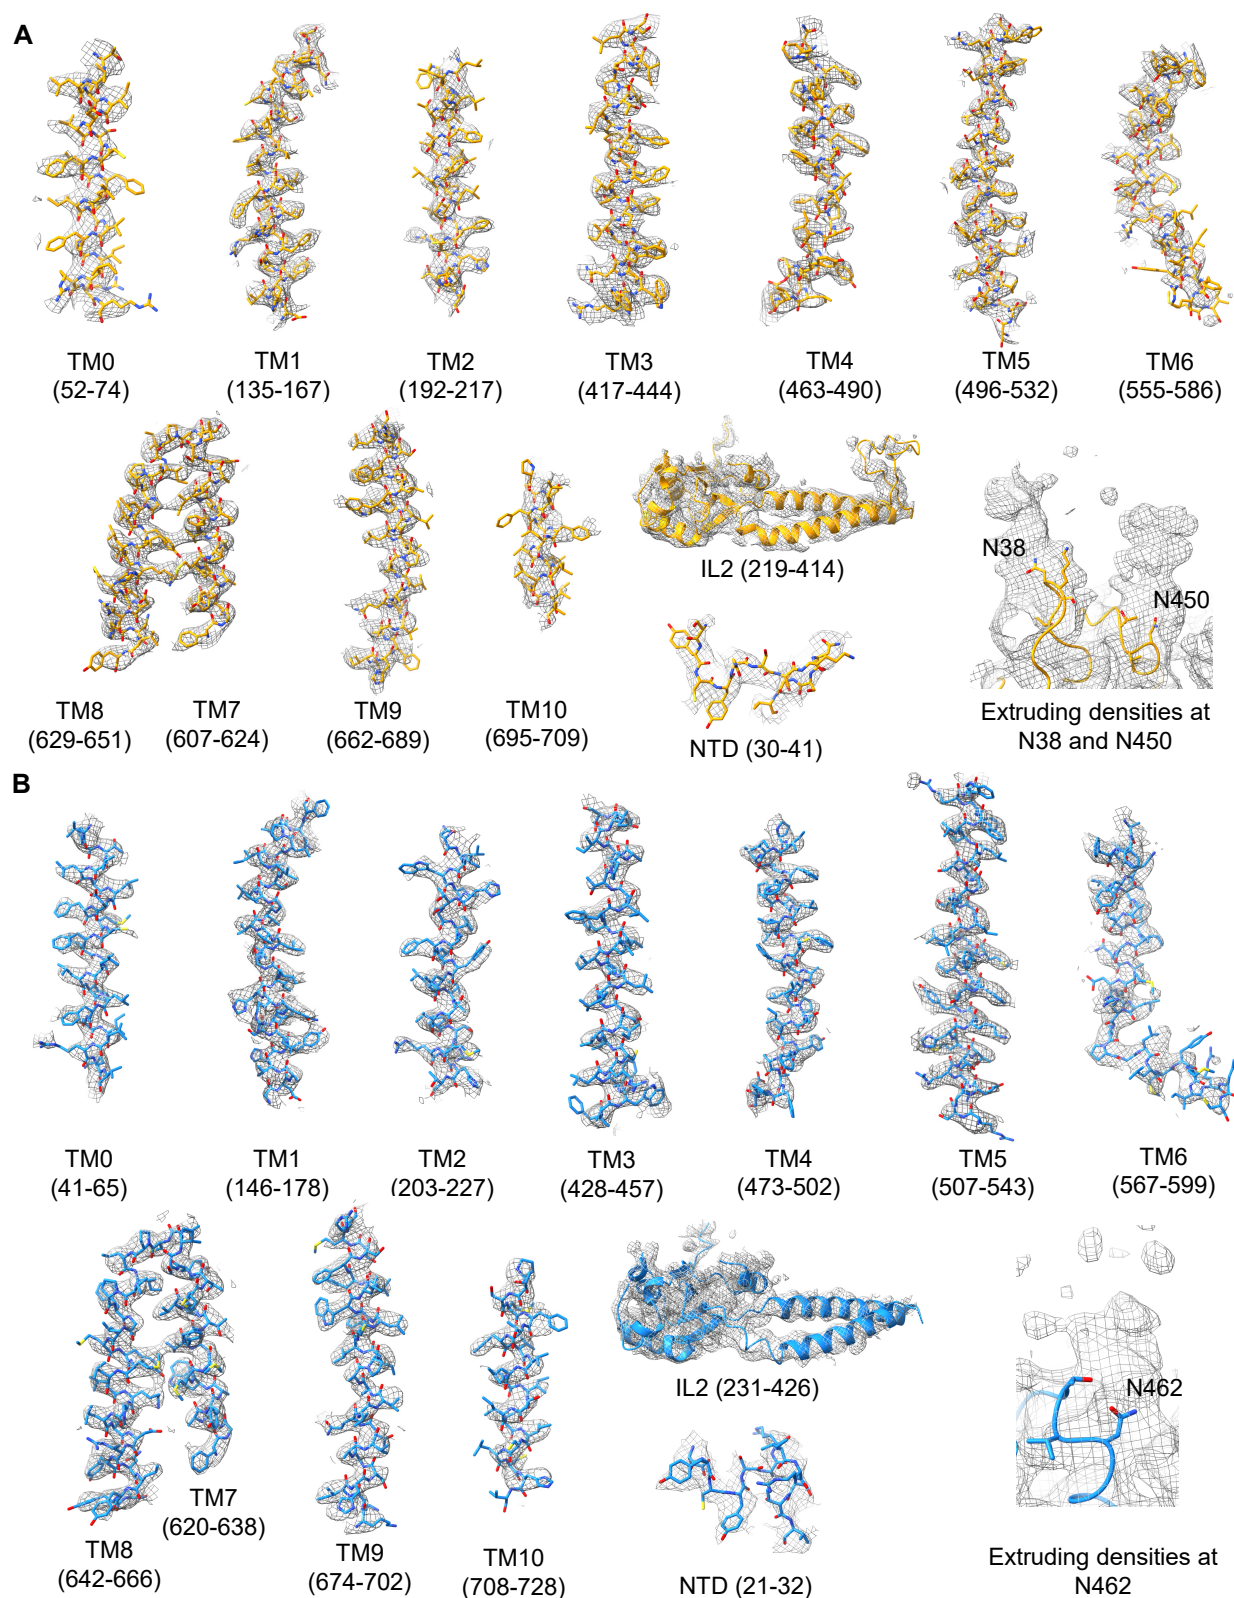 A
TM0
(52-74)
TM1
(135-167)
TM2
(192-217)
TM3
(417-444)
TM4
(463-490)
TM5
(496-532)
TM6
(555-586)
IL2 (219-414)
N38
N450
TM8
(629-651)
TM7
(607-624)
TM9
(662-689)
TM10
(695-709)
NTD (30-41)
Extruding densities at
N38 and N450
B
TM0
(41-65)
TM1
(146-178)
TM2
(203-227)
TM3
(428-457)
TM4
(473-502)
TM5
(507-543)
TM6
(567-599)
IL2 (231-426)
N462
TM7
(620-638)
TM8
(642-666)
TM9
(674-702)
TM10
(708-728)
NTD (21-32)
Extruding densities at
N462